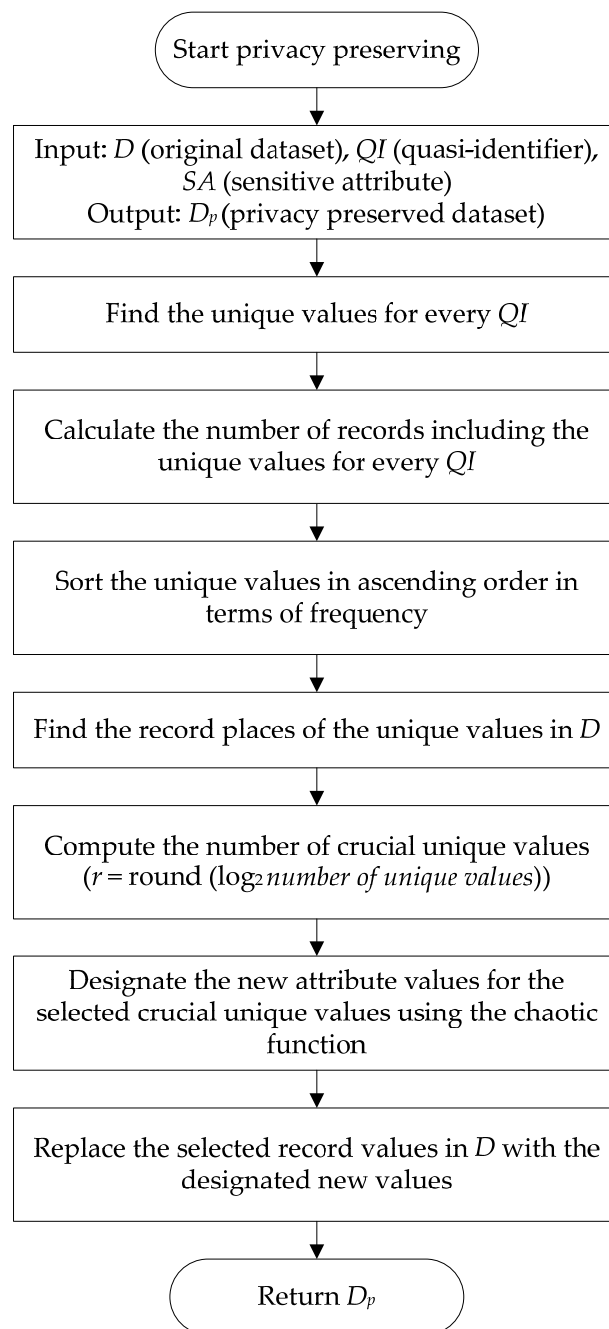 Start privacy preserving
Input: D (original dataset), QI (quasi-identifier),
SA (sensitive attribute)
Output: Dₚ (privacy preserved dataset)
Find the unique values for every QI
Calculate the number of records including the
unique values for every QI
Sort the unique values in ascending order in
terms of frequency
Find the record places of the unique values in D
Compute the number of crucial unique values
(r = round (log₂ number of unique values))
Designate the new attribute values for the
selected crucial unique values using the chaotic
function
Replace the selected record values in D with the
designated new values
Return Dₚ